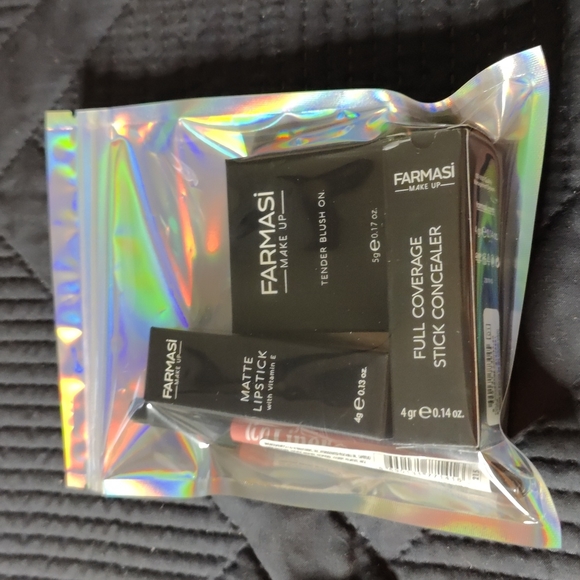 FARMASi
MAKE UP
TENDER BLUSH ON.
5g e 0.17 oz.
FARMASi
MAKE UP
FULL COVERAGE
STICK CONCEALER
4 gr e 0.14 oz.
FARMASi
MAKE UP
MATTE
LIPSTICK
with Vitamin E
4g e 0.13 oz.